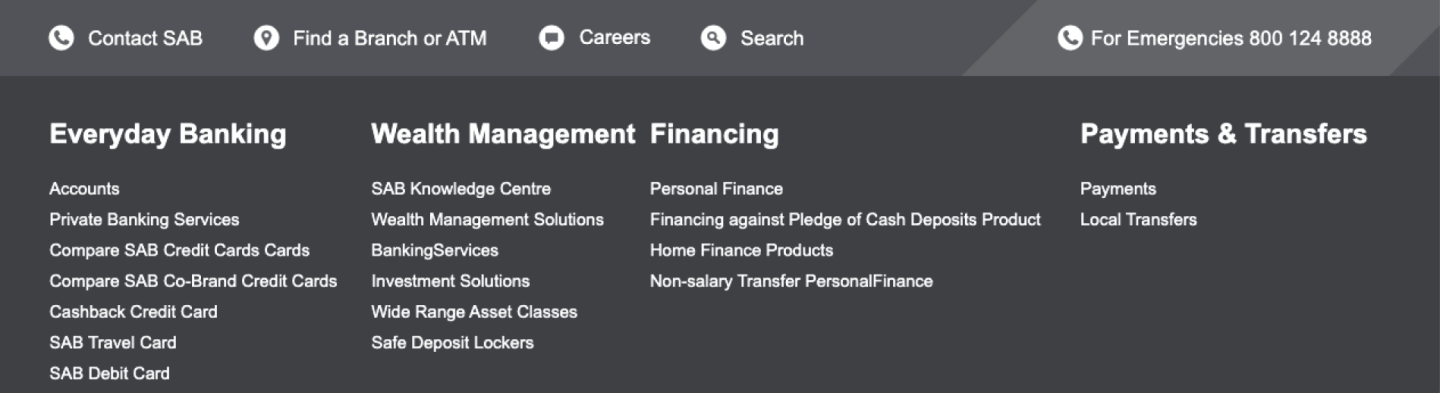 Contact SAB
Find a Branch or ATM
Careers
Search
For Emergencies 800 124 8888
Everyday Banking
Accounts
Private Banking Services
Compare SAB Credit Cards Cards
Compare SAB Co-Brand Credit Cards
Cashback Credit Card
SAB Travel Card
SAB Debit Card
Wealth Management
SAB Knowledge Centre
Wealth Management Solutions
BankingServices
Investment Solutions
Wide Range Asset Classes
Safe Deposit Lockers
Financing
Personal Finance
Financing against Pledge of Cash Deposits Product
Home Finance Products
Non-salary Transfer PersonalFinance
Payments & Transfers
Payments
Local Transfers